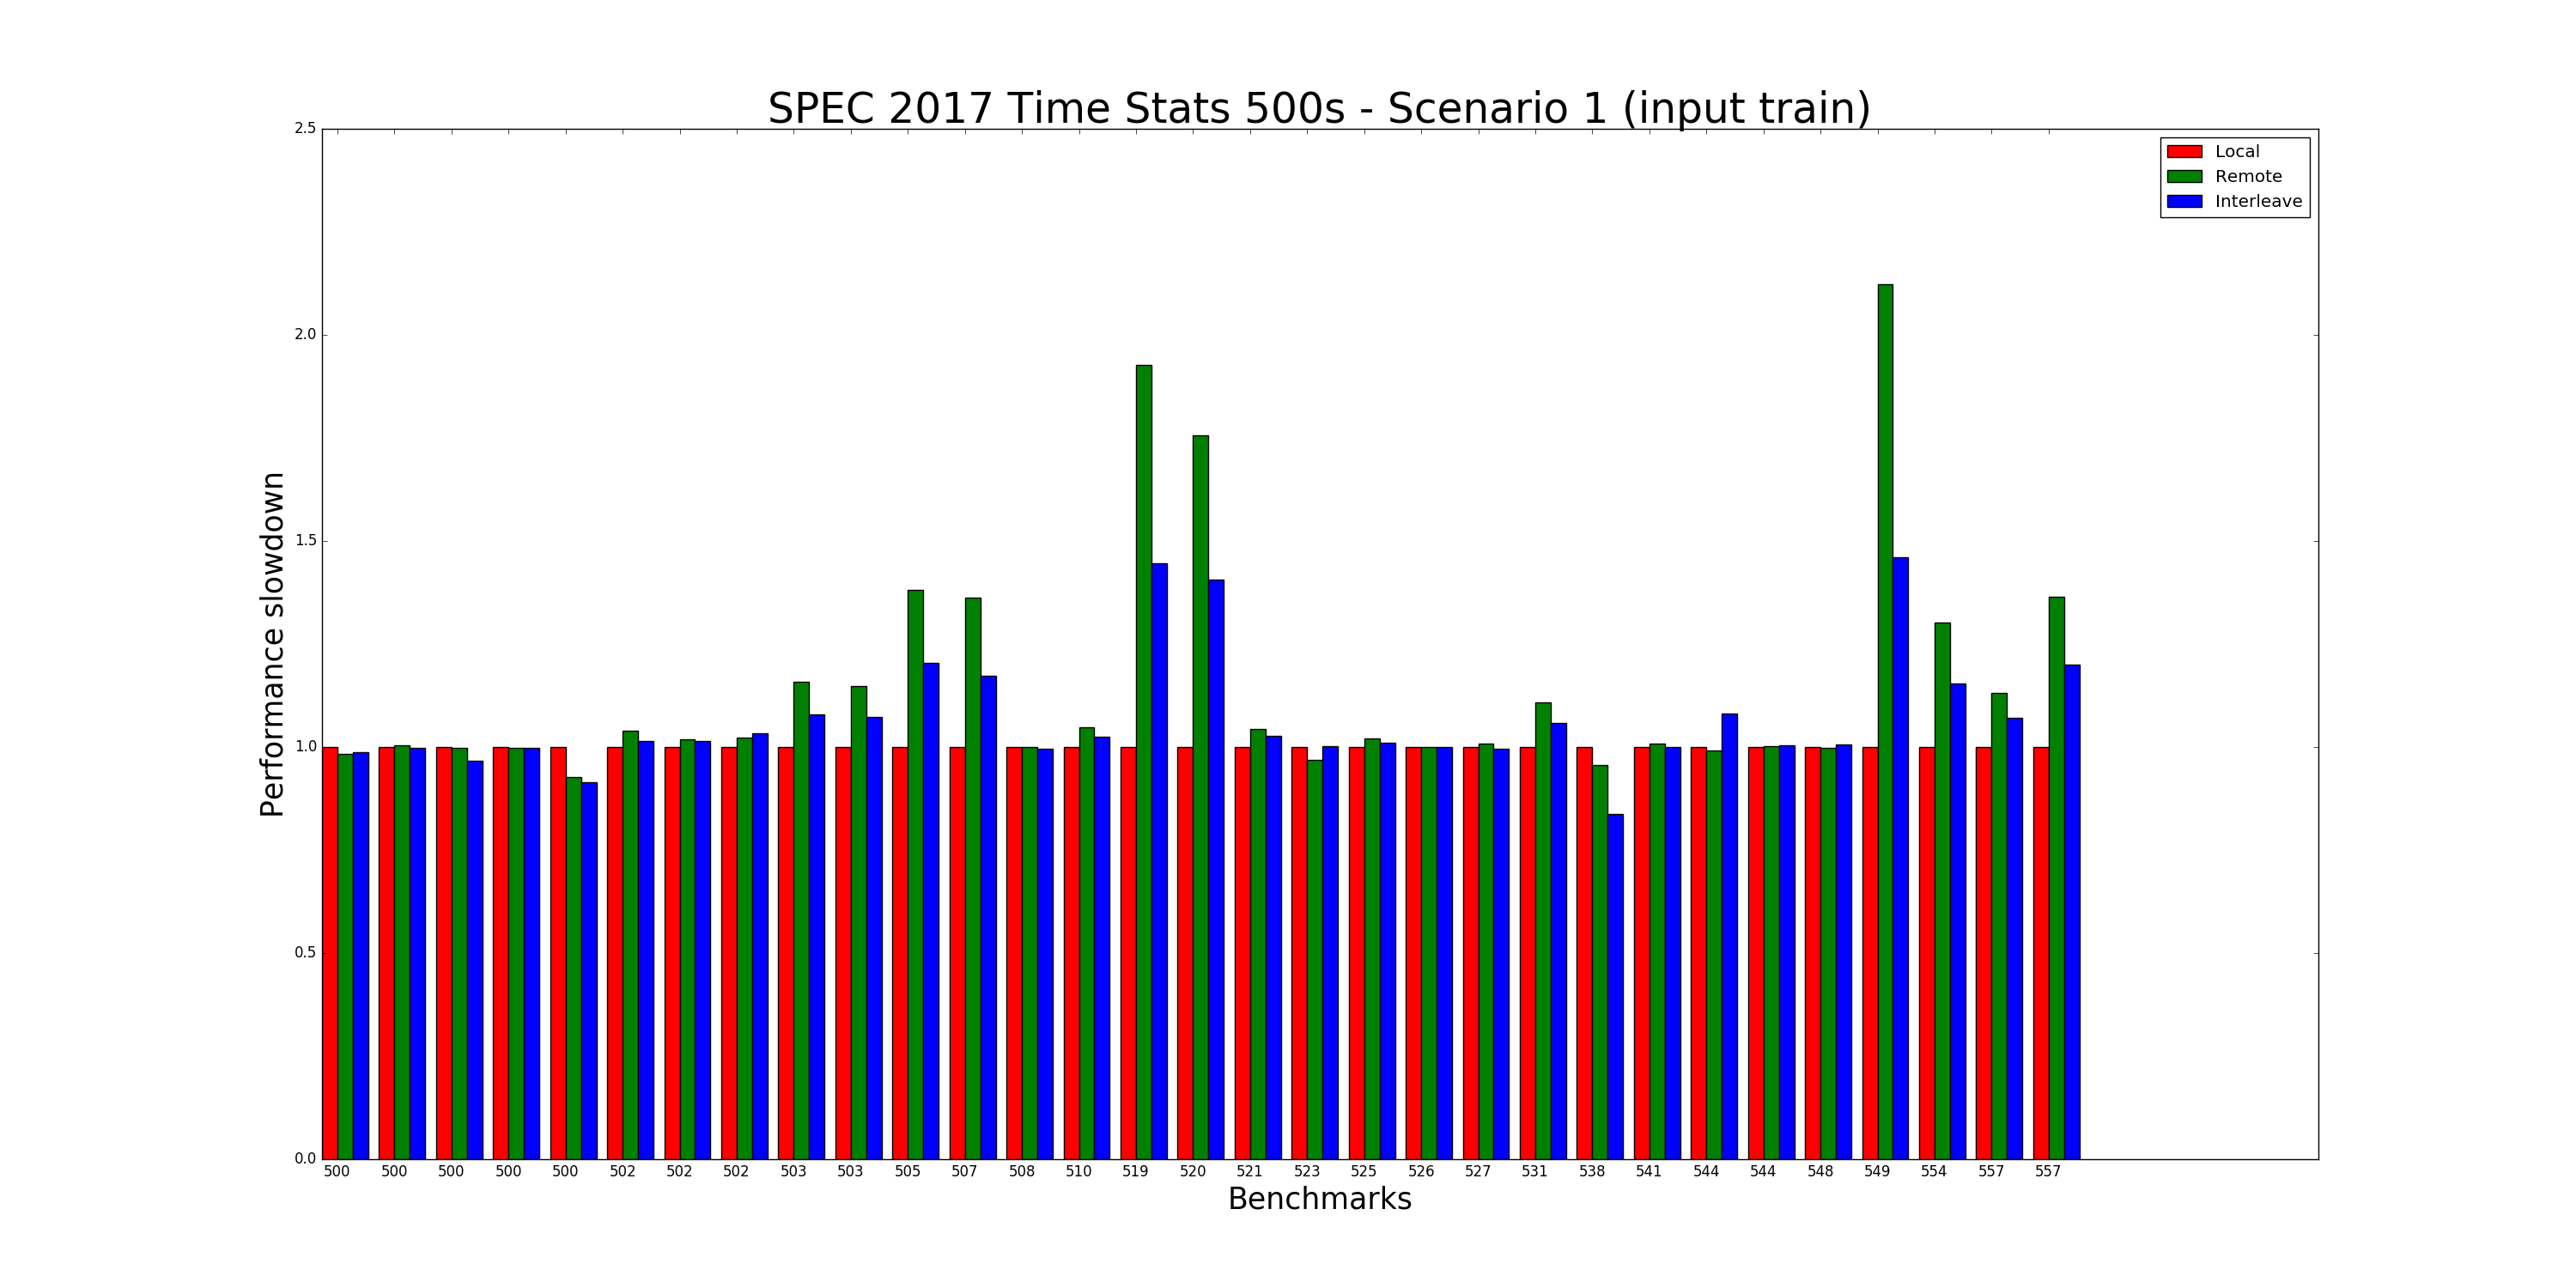 SPEC 2017 Time Stats 500s - Scenario 1 (input train)
Local
Remote
Interleave
Performance slowdown
2.5
2.0
1.5
1.0
0.5
0.0
500 500 500 500 500 502 502 502 503 503 505 507 508 510 519 520 521 523 525 526 527 531 538 541 544 544 548 549 554 557 557
Benchmarks